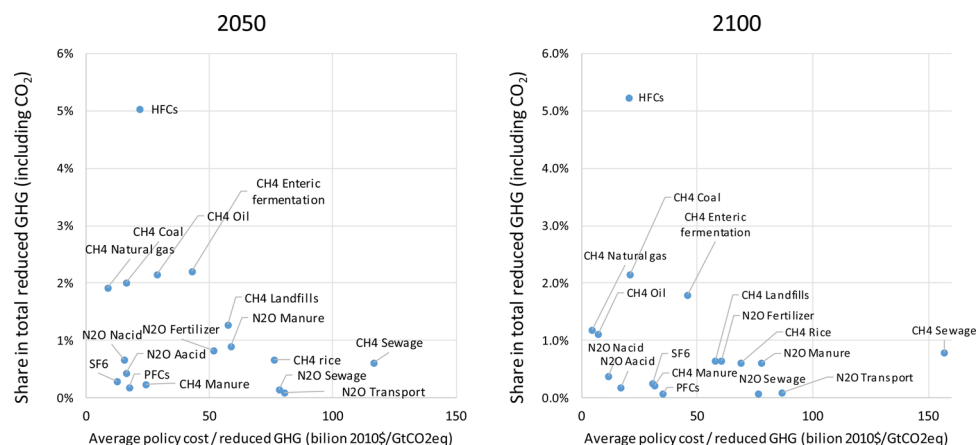 2050
Share in total reduced GHG (including CO2)
6%
5%
4%
3%
2%
1%
0%
HFCs
CH4 Enteric
fermentation
CH4 Oil
CH4 Coal
CH4 Natural gas
CH4 Landfills
N2O Fertilizer
N2O Manure
N2O Nacid
N2O Aacid
CH4 Sewage
CH4 rice
SF6
PFCs
CH4 Manure
N2O Sewage
N2O Transport
0
50
100
150
Average policy cost / reduced GHG (bilion 2010$/GtCO2eq)
2100
Share in total reduced GHG (including CO2)
6.0%
5.0%
4.0%
3.0%
2.0%
1.0%
0.0%
HFCs
CH4 Coal
CH4 Enteric
fermentation
CH4 Natural gas
CH4 Oil
CH4 Landfills
N2O Fertilizer
CH4 Rice
CH4 Sewage
N2O Nacid
N2O Aacid
SF6
N2O Manure
CH4 Manure
PFCs
N2O Sewage
N2O Transport
0
50
100
150
Average policy cost / reduced GHG (bilion 2010$/GtCO2eq)